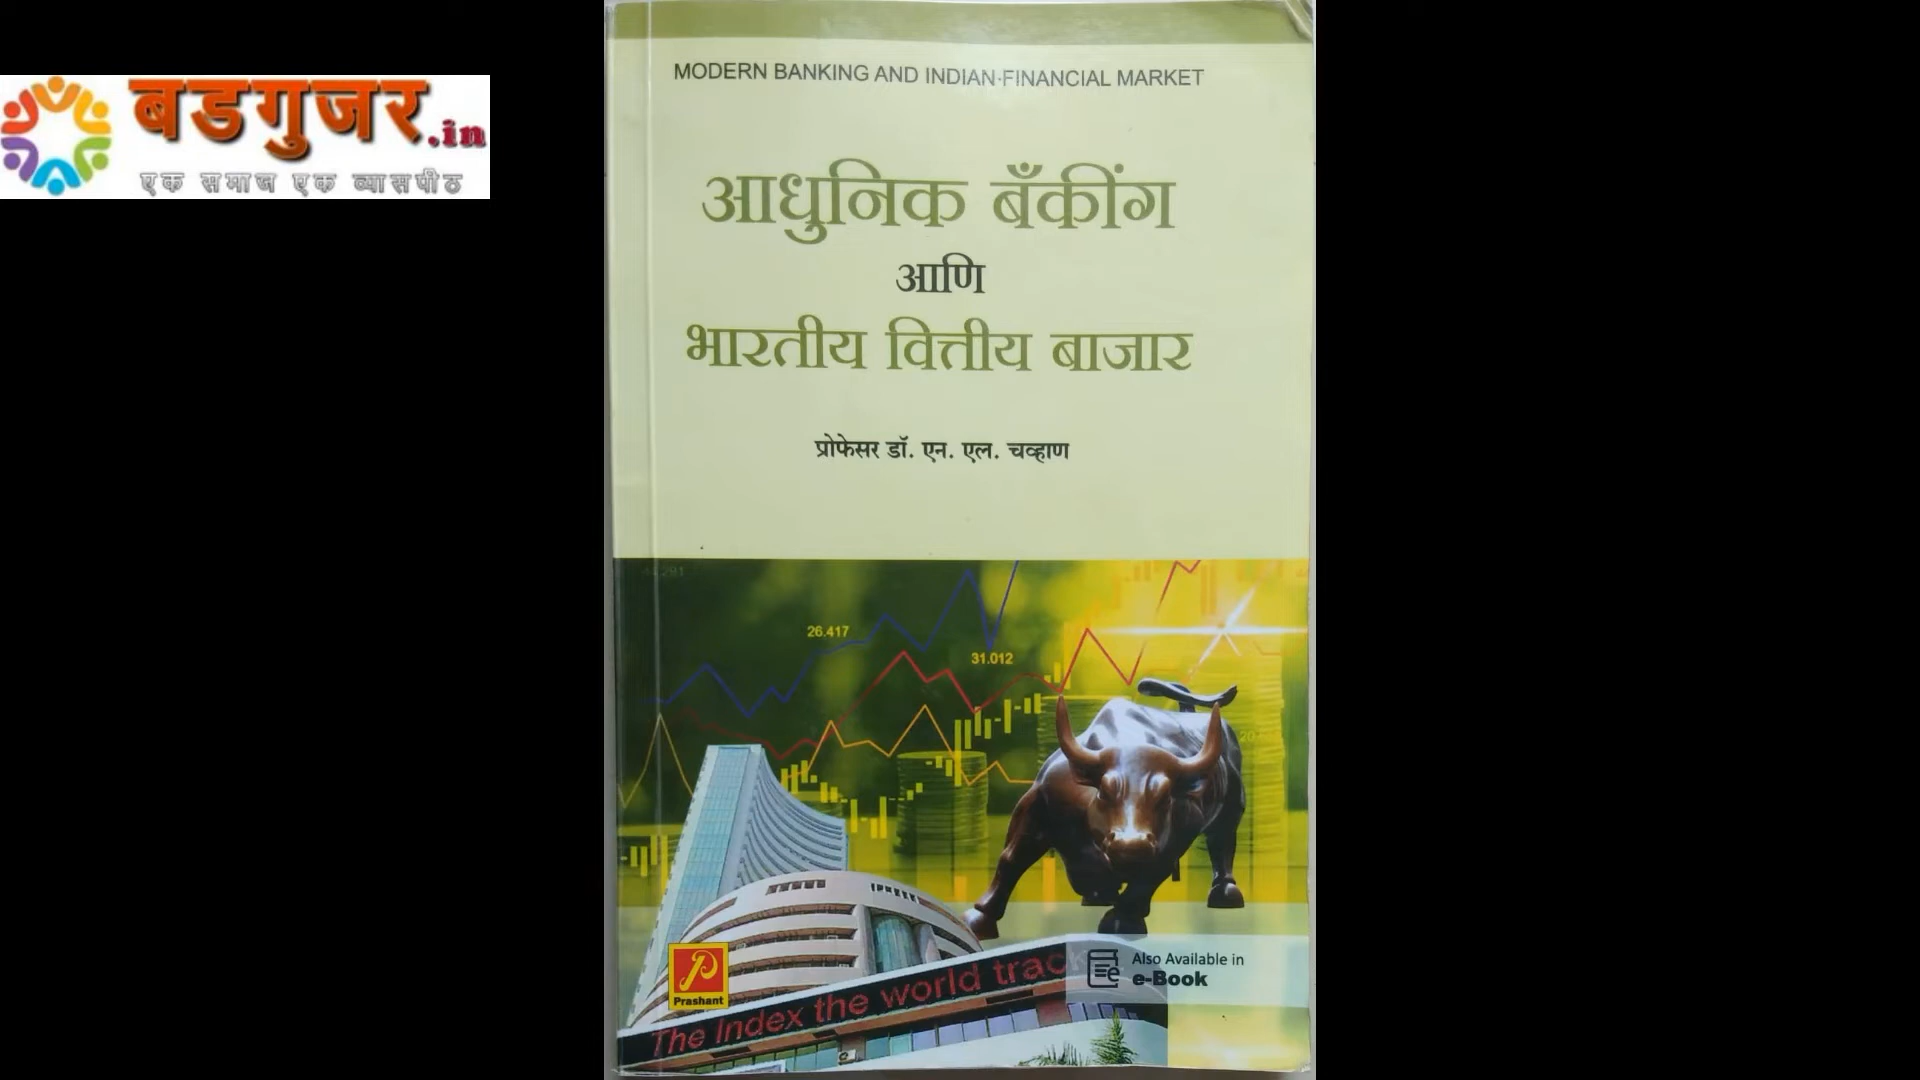 बडगुजर.in
एक समाज एक व्यासपीठ
MODERN BANKING AND INDIAN-FINANCIAL MARKET
आधुनिक बँकींग
आणि
भारतीय वित्तीय बाजार
प्रोफेसर डॉ. एन. एल. चव्हाण
26.417
31.012
Also Available in
e-Book
Prashant
The Index the world tracks